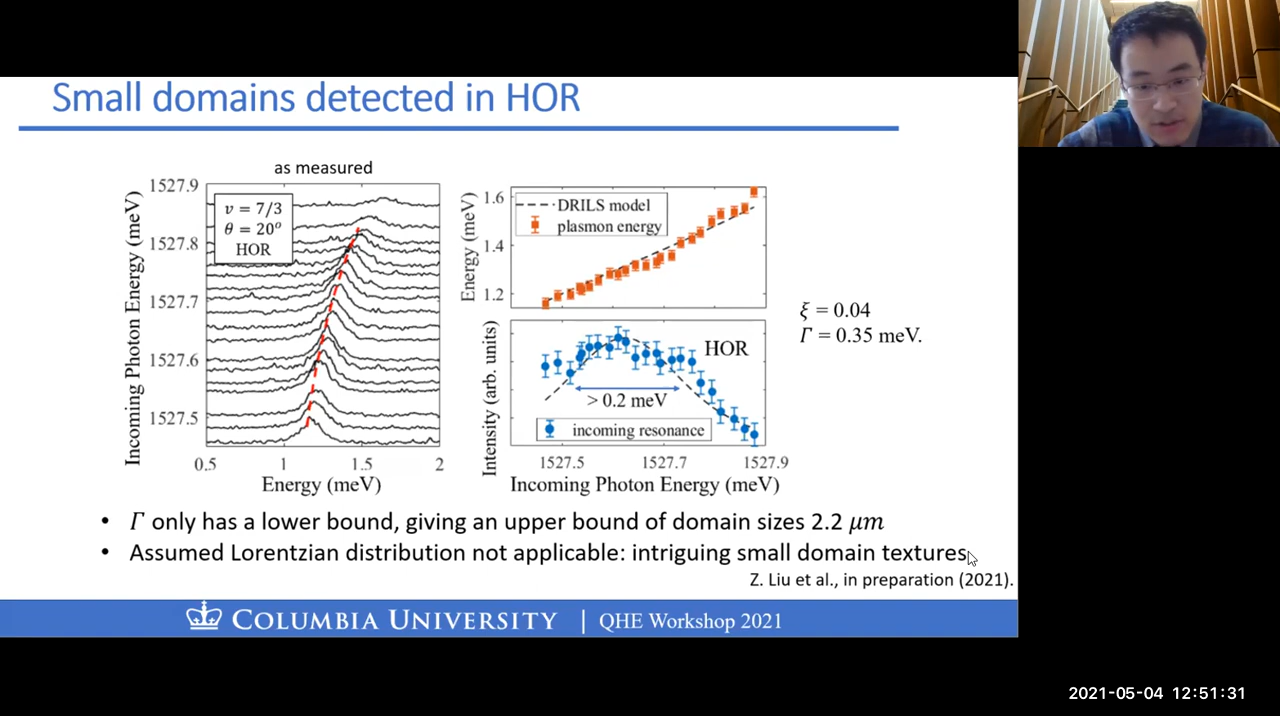 Small domains detected in HOR
as measured
Incoming Photon Energy (meV)
1527.9
1527.8
1527.7
1527.6
1527.5
ν = 7/3
θ = 20°
HOR
0.5 1 1.5 2
Energy (meV)
Energy (meV)
1.6
1.4
1.2
DRILS model
plasmon energy
Intensity (arb. units)
HOR
> 0.2 meV
incoming resonance
1527.5 1527.7 1527.9
Incoming Photon Energy (meV)
ξ = 0.04
Γ = 0.35 meV.
• Γ only has a lower bound, giving an upper bound of domain sizes 2.2 μm
• Assumed Lorentzian distribution not applicable: intriguing small domain textures.
Z. Liu et al., in preparation (2021).
COLUMBIA UNIVERSITY | QHE Workshop 2021
2021-05-04 12:51:31